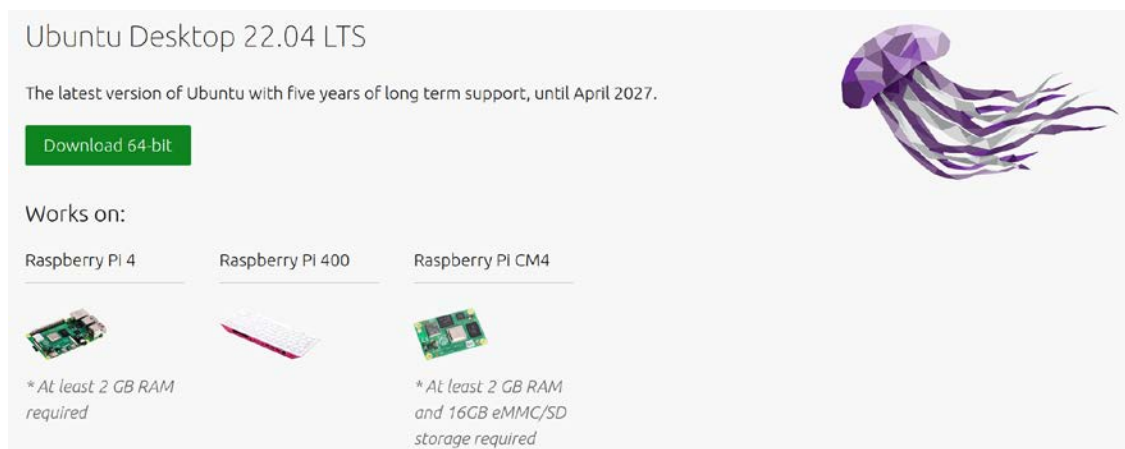 Ubuntu Desktop 22.04 LTS
The latest version of Ubuntu with five years of long term support, until April 2027.
Download 64-bit
Works on:
Raspberry Pi 4
Raspberry Pi 400
Raspberry Pi CM4
* At least 2 GB RAM
required
* At least 2 GB RAM
and 16GB eMMC/SD
storage required